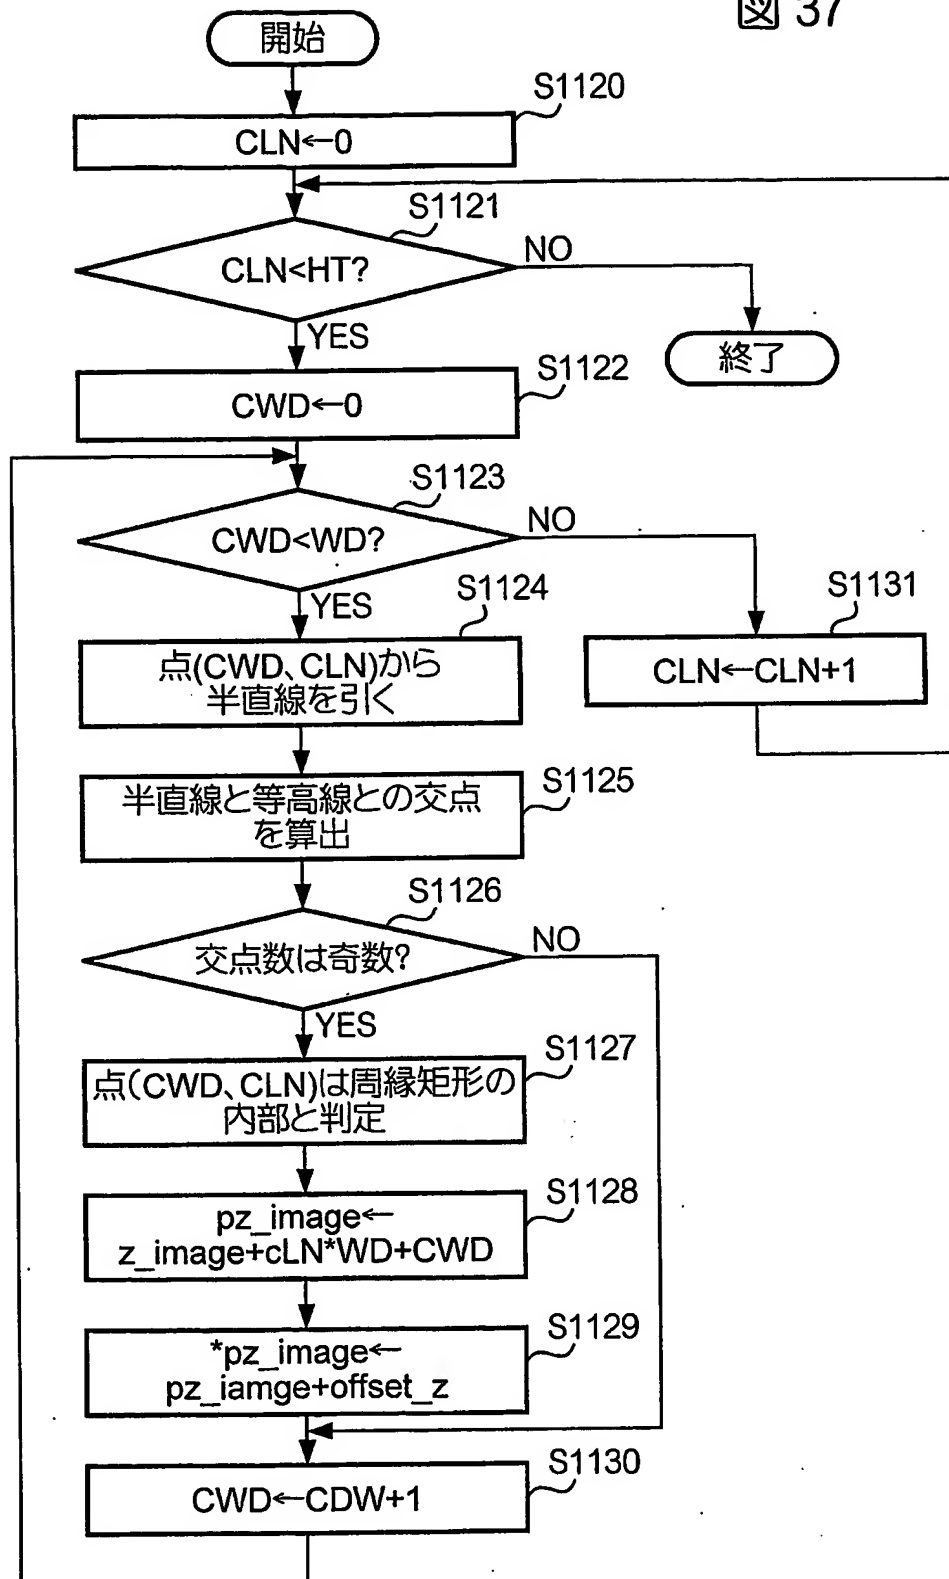 図 37
開始
S1120
CLN←0
S1121
CLN<HT?
NO
YES
終了
S1122
CWD←0
S1123
CWD<WD?
NO
YES
S1124
点(CWD、CLN)から
半直線を引く
S1131
CLN←CLN+1
S1125
半直線と等高線との交点
を算出
S1126
交点数は奇数?
NO
YES
S1127
点(CWD、CLN)は周縁矩形の
内部と判定
S1128
pz_image←
z_image+cLN*WD+CWD
S1129
*pz_image←
pz_iamge+offset_z
S1130
CWD←CDW+1